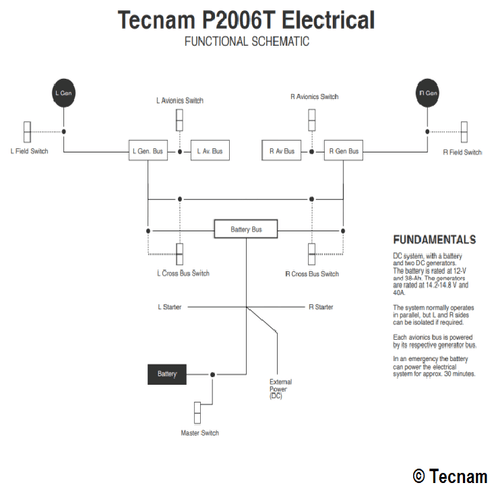 Tecnam P2006T Electrical
FUNCTIONAL SCHEMATIC
L Gen
R Gen
L Avionics Switch
R Avionics Switch
L Field Switch
L Gen. Bus
L Av. Bus
R Av Bus
R Gen Bus
R Field Switch
Battery Bus
L Cross Bus Switch
R Cross Bus Switch
FUNDAMENTALS
DC system, with a battery
and two DC generators.
The battery is rated at 12-V
and 38-Ah. The generators
are rated at 14.2-14.8 V and
40A.
The system normally operates
in parallel, but L and R sides
can be isolated if required.
Each avionics bus is powered
by its respective generator bus.
In an emergency the battery
can power the electrical
system for approx. 30 minutes.
L Starter
R Starter
Battery
External
Power
(DC)
Master Switch
© Tecnam